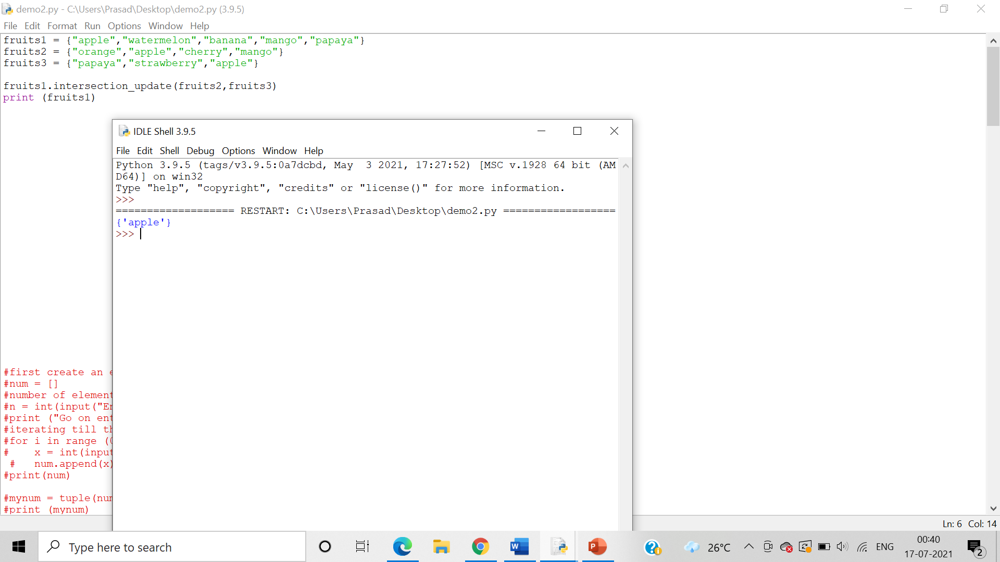 demo2.py - C:\Users\Prasad\Desktop\demo2.py (3.9.5)
File Edit Format Run Options Window Help
fruits1 = {"apple","watermelon","banana","mango","papaya"}
fruits2 = {"orange","apple","cherry","mango"}
fruits3 = {"papaya","strawberry","apple"}
fruits1.intersection_update(fruits2,fruits3)
print (fruits1)
IDLE Shell 3.9.5
File Edit Shell Debug Options Window Help
Python 3.9.5 (tags/v3.9.5:0a7dcbd, May  3 2021, 17:27:52) [MSC v.1928 64 bit (AM
D64)] on win32
Type "help", "copyright", "credits" or "license()" for more information.
>>>
=================== RESTART: C:\Users\Prasad\Desktop\demo2.py ==================
{'apple'}
>>>
#first create an
#num = []
#number of element
#n = int(input("En
#print ("Go on ent
#iterating till th
#for i in range (0
#    x = int(input
 #   num.append(x)
#print(num)
#mynum = tuple(num
#print (mynum)
Ln: 6 Col: 14
Type here to search
26°C
ENG
00:40
17-07-2021
2